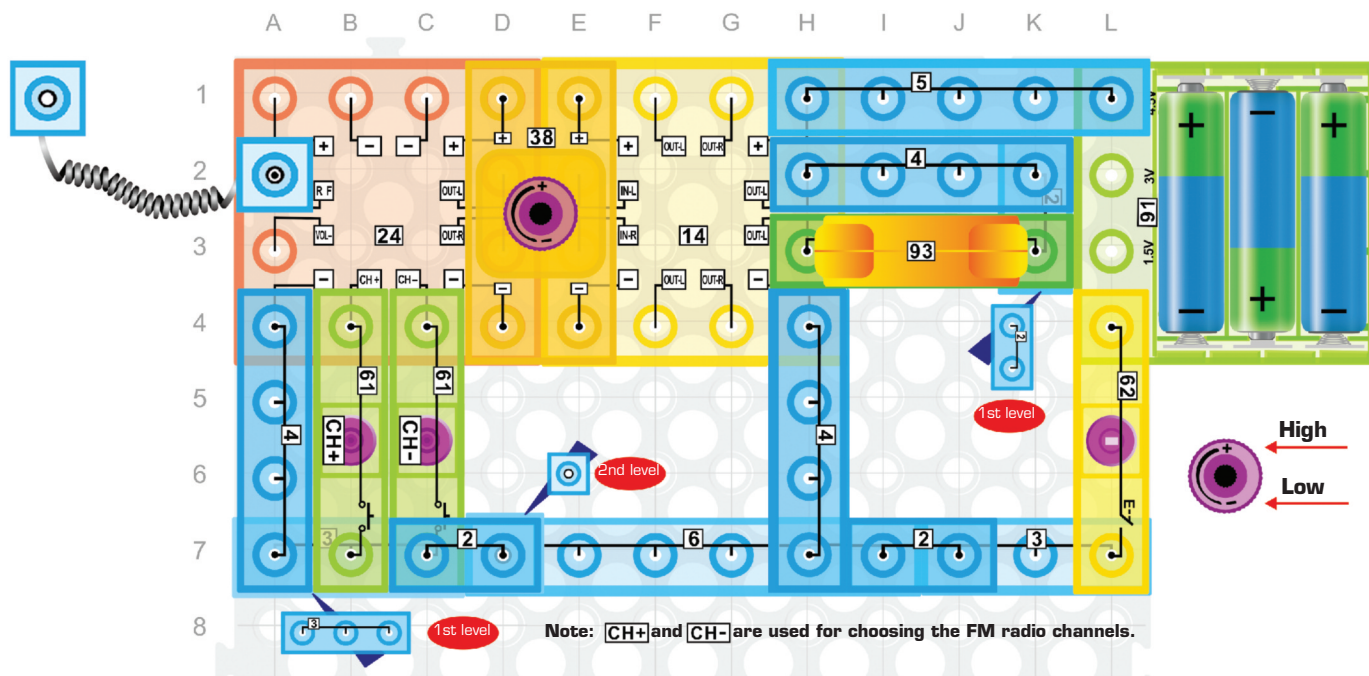 A B C D E F G H I J K L
1
5
4.5V
+ - - + + 38 + + OUT-L OUT-R +
2
4
2
3V
91
R F OUT-L IN-L OUT-L
VOL- 24 OUT-R IN-R 14 OUT-L
3
93
1.5V
- CH+ CH- - - - - OUT-L OUT-R -
4
2
1st level
5
61 61
62
4
CH+ CH-
4
High
Low
6
2nd level
7
3 2 6 2 3
8
3
1st level
Note: CH+ and CH- are used for choosing the FM radio channels.